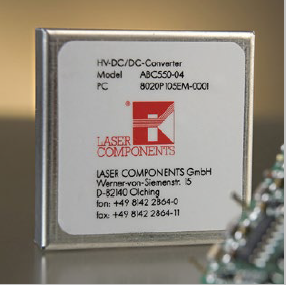 HV-DC/DC-Converter
Model ABC550-04
PC 8020P105EM-0001
®
LASER
COMPONENTS
LASER COMPONENTS GmbH
Werner-von-Siemenstr. 15
D-82140 Olching
fon: +49 8142 2864-0
fax: +49 8142 2864-11